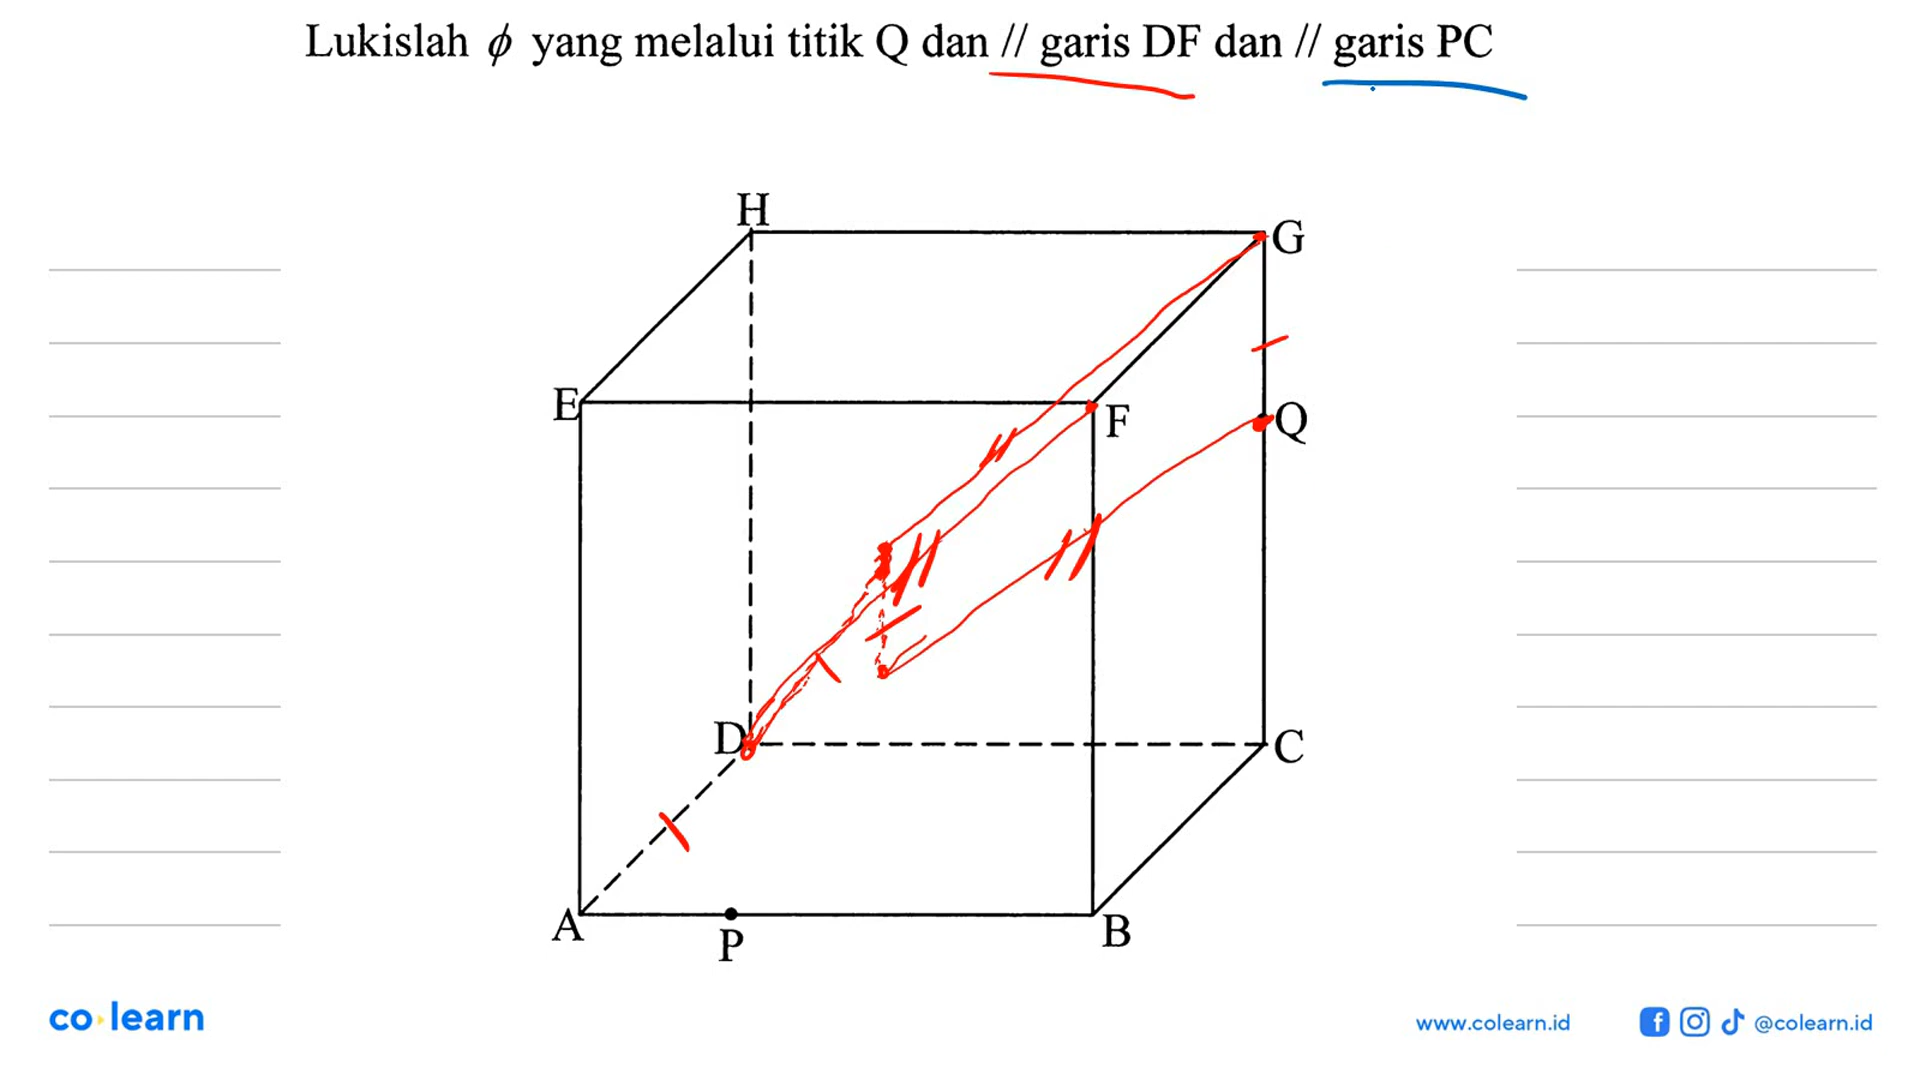 Lukislah ϕ yang melalui titik Q dan // garis DF dan // garis PC
H
G
E
F
Q
D
C
A
P
B
co learn
www.colearn.id
@colearn.id